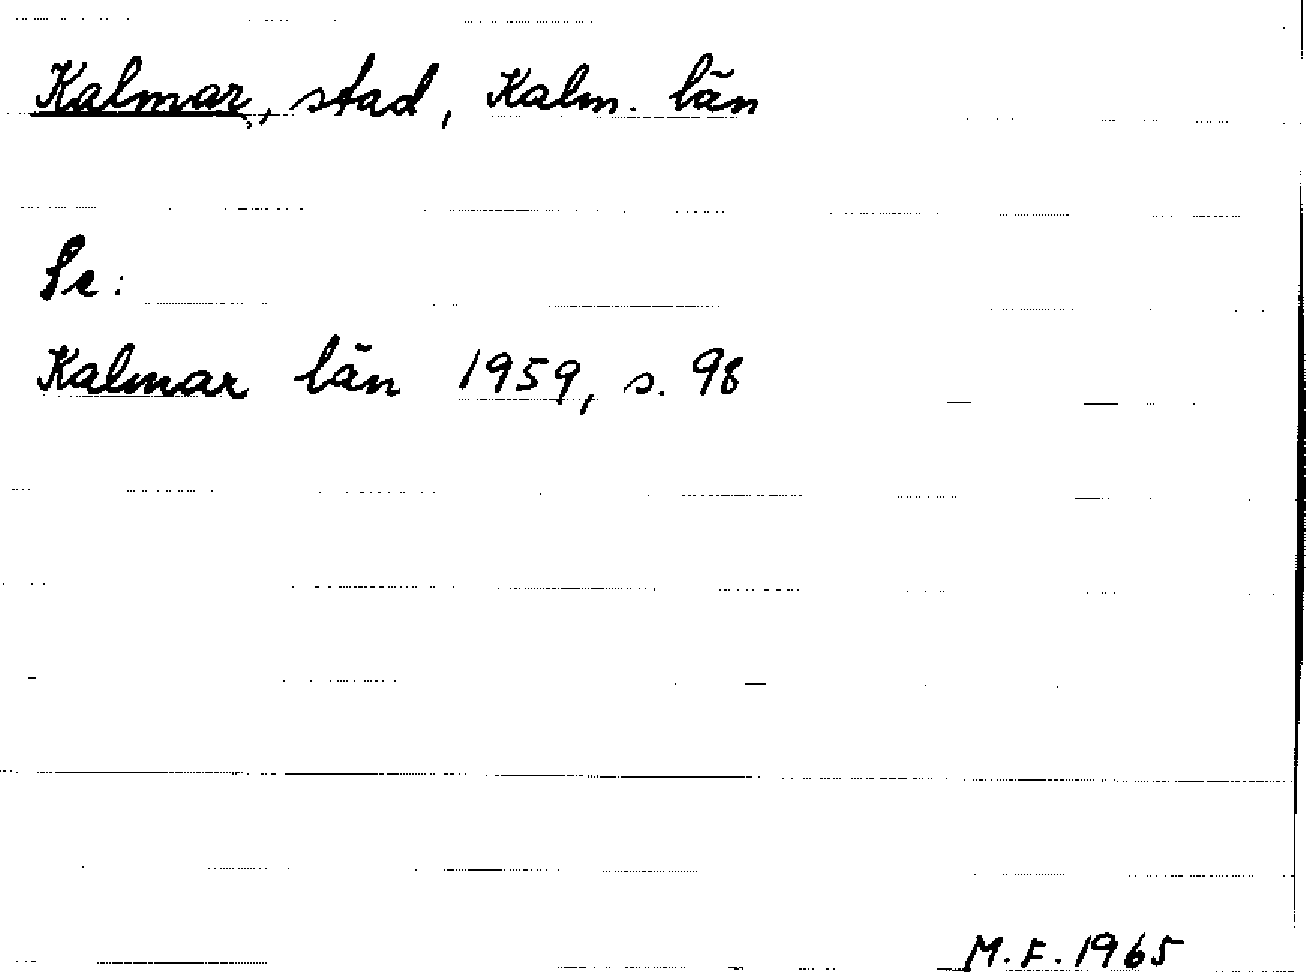 Kalmar, stad, Kalm. län
Se:
Kalmar län 1959, s. 98
M.F. 1965